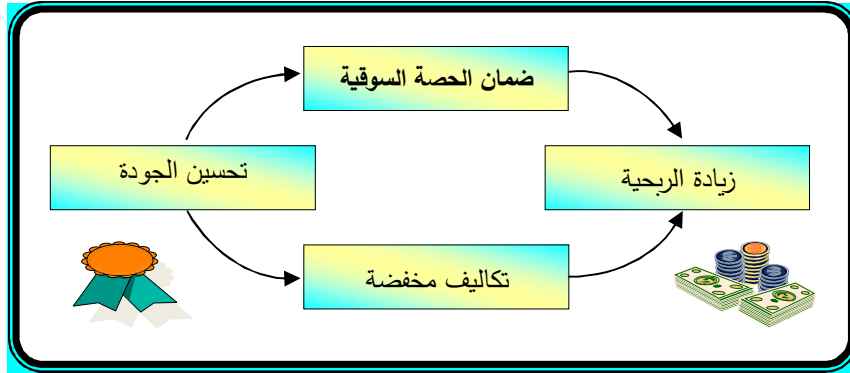 ضمان الحصة السوقية
تحسين الجودة
زيادة الربحية
تكاليف مخفضة